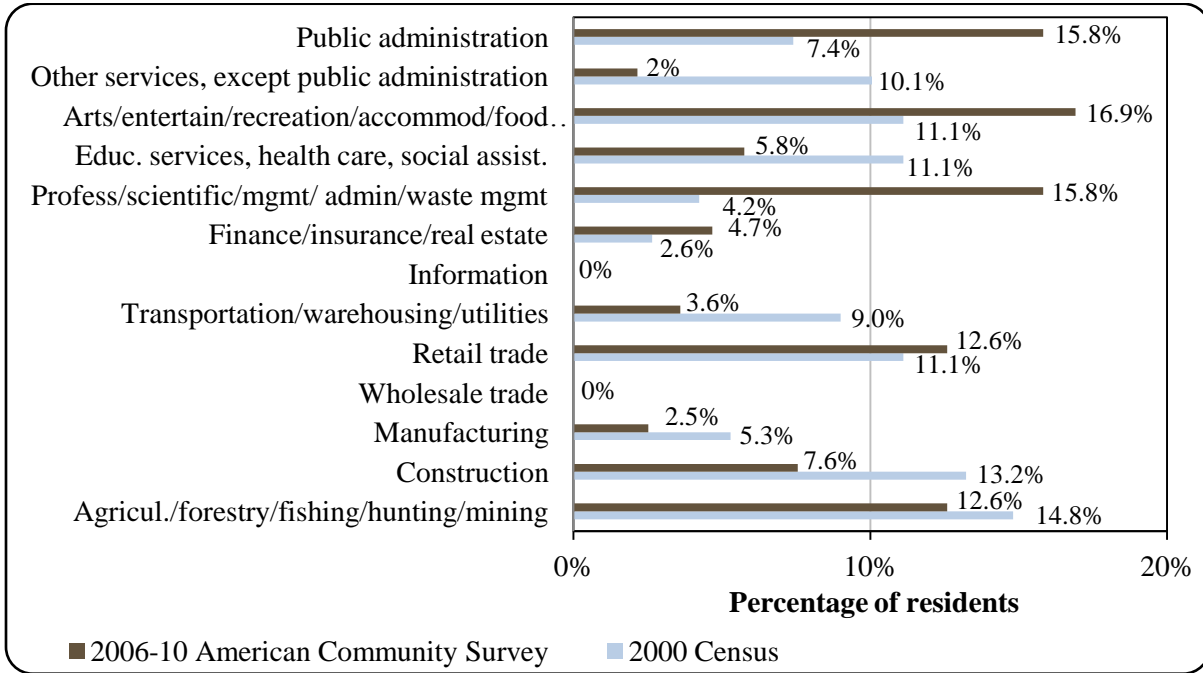 Public administration
15.8%
7.4%
Other services, except public administration
2%
10.1%
Arts/entertain/recreation/accommod/food..
16.9%
11.1%
Educ. services, health care, social assist.
5.8%
11.1%
Profess/scientific/mgmt/ admin/waste mgmt
15.8%
4.2%
Finance/insurance/real estate
4.7%
2.6%
Information
0%
Transportation/warehousing/utilities
3.6%
9.0%
Retail trade
12.6%
11.1%
Wholesale trade
0%
Manufacturing
2.5%
5.3%
Construction
7.6%
13.2%
Agricul./forestry/fishing/hunting/mining
12.6%
14.8%
0% 10% 20%
Percentage of residents
2006-10 American Community Survey 2000 Census